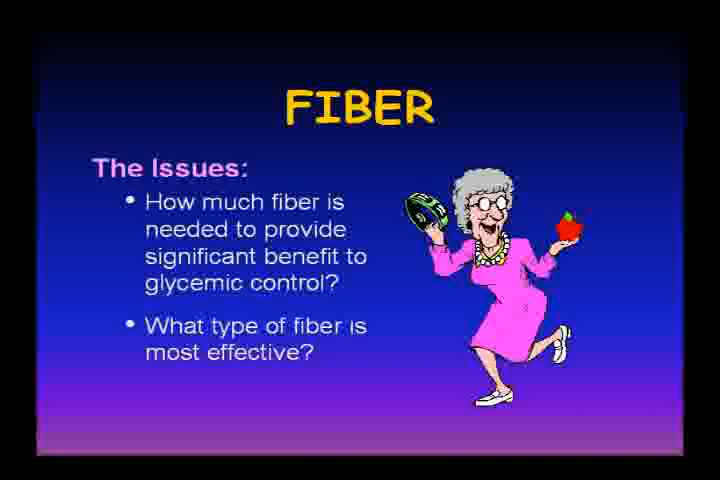 FIBER
The Issues:
• How much fiber is
needed to provide
significant benefit to
glycemic control?
• What type of fiber is
most effective?